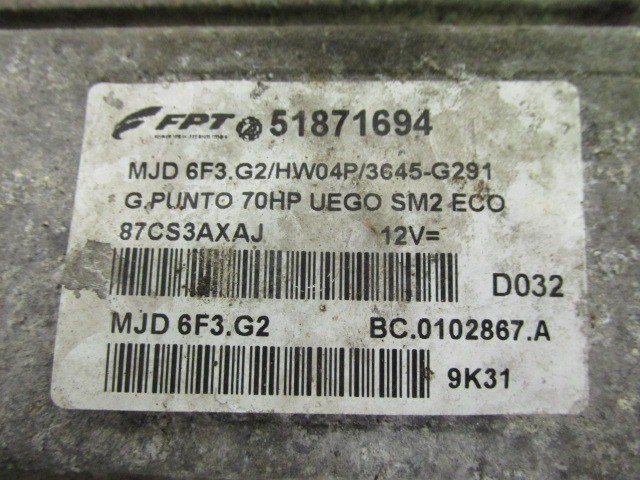 FPT 51871694
MJD 6F3.G2/HW04P/3645-G291
G.PUNTO 70HP UEGO SM2 ECO
87CS3AXAJ 12V=
D032
MJD 6F3.G2 BC.0102867.A
9K31